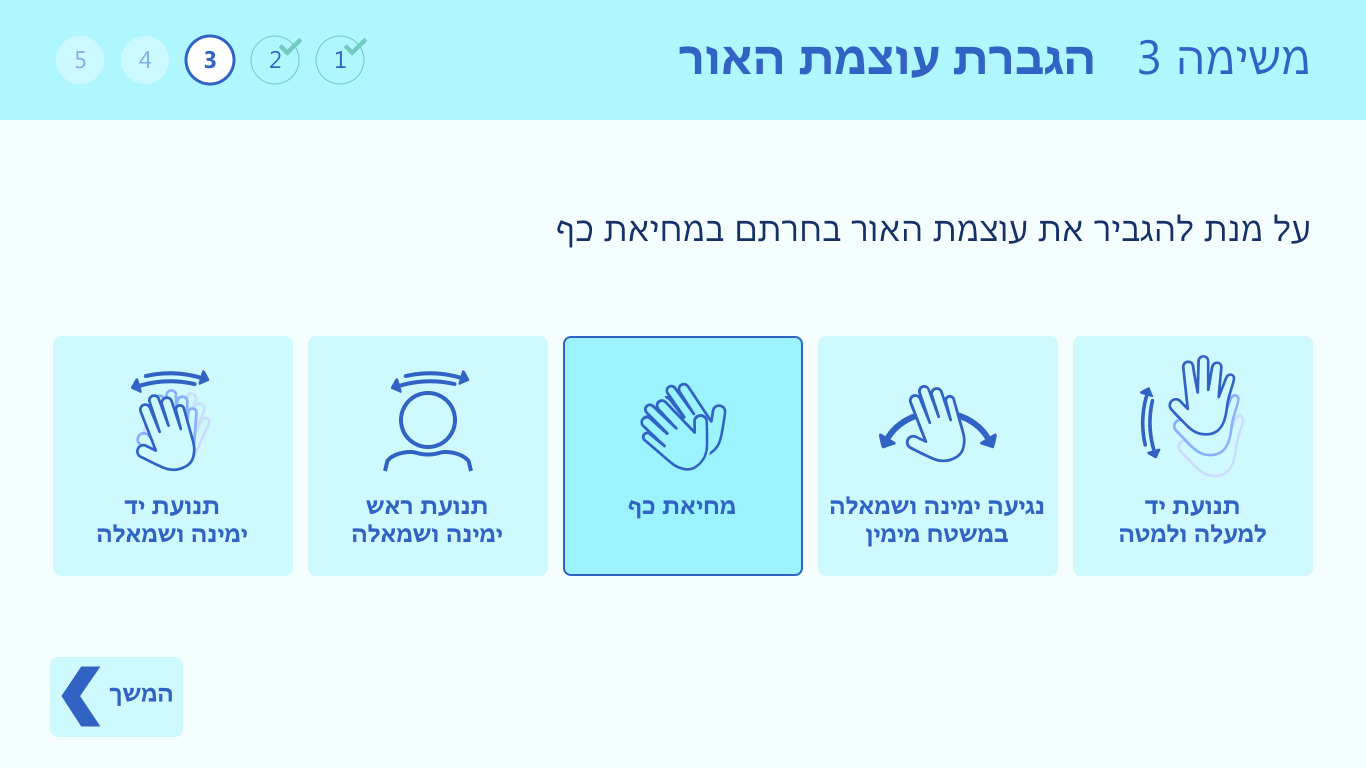 משימה 3 הגברת עוצמת האור
1 2 3 4 5
על מנת להגביר את עוצמת האור בחרתם במחיאת כף
תנועת יד
למעלה ולמטה
נגיעה ימינה ושמאלה
במשטח מימין
מחיאת כף
תנועת ראש
ימינה ושמאלה
תנועת יד
ימינה ושמאלה
המשך